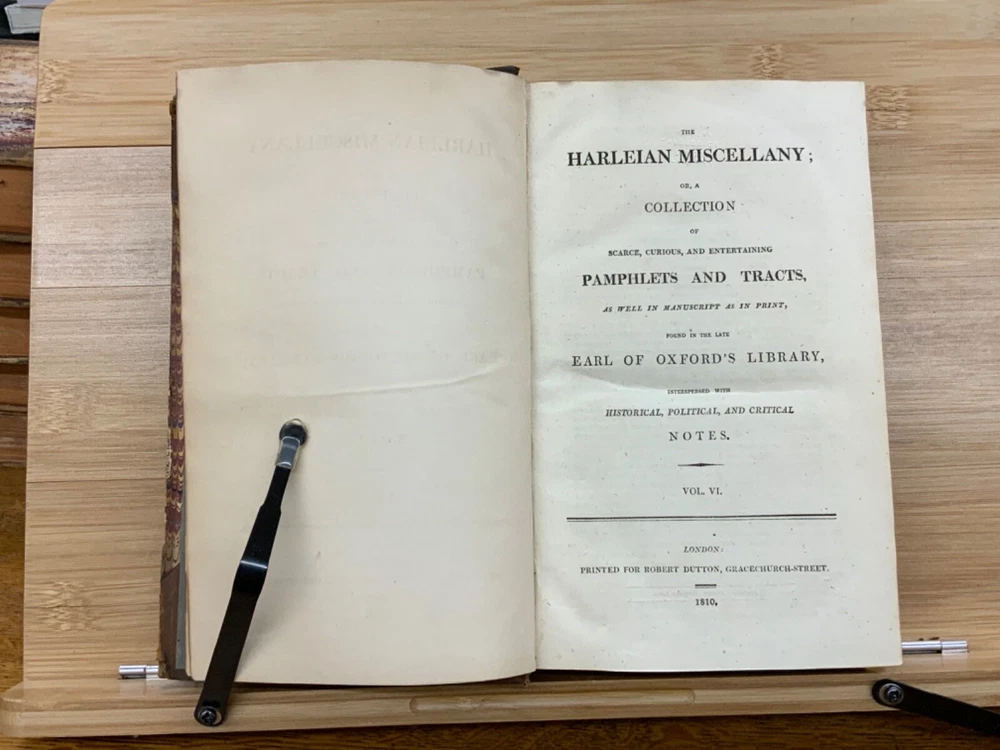 THE
HARLEIAN MISCELLANY;
OR, A
COLLECTION
OF
SCARCE, CURIOUS, AND ENTERTAINING
PAMPHLETS AND TRACTS,
AS WELL IN MANUSCRIPT AS IN PRINT,
FOUND IN THE LATE
EARL OF OXFORD'S LIBRARY,
INTERSPERSED WITH
HISTORICAL, POLITICAL, AND CRITICAL
NOTES.
VOL. VI.
LONDON:
PRINTED FOR ROBERT DUTTON, GRACECHURCH-STREET.
1810.